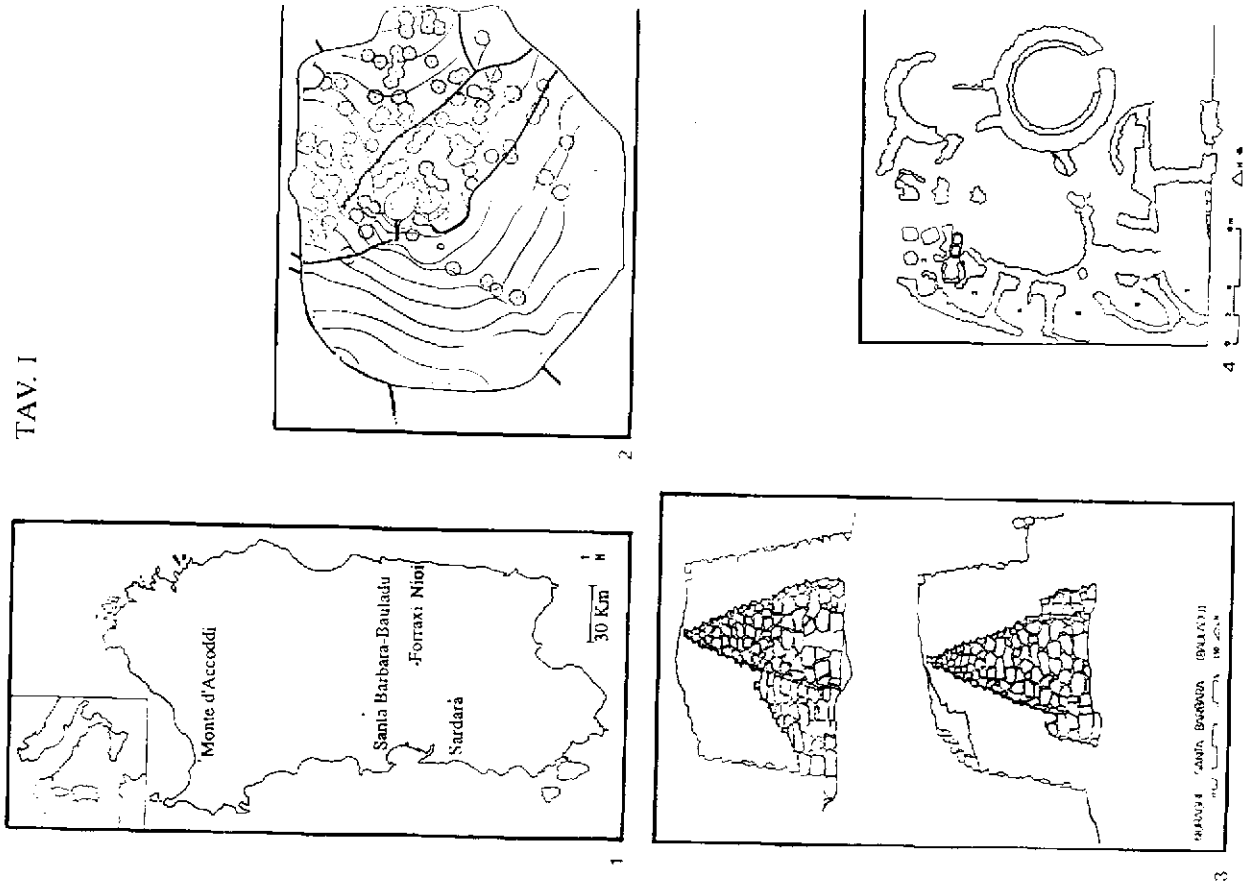 TAV. I
Monte d'Accoddi
Santa Barbara-Bauladu
Forraxi Nioi
Sardara
30 Km
N
1
2
SANTA BARBARA
3
4